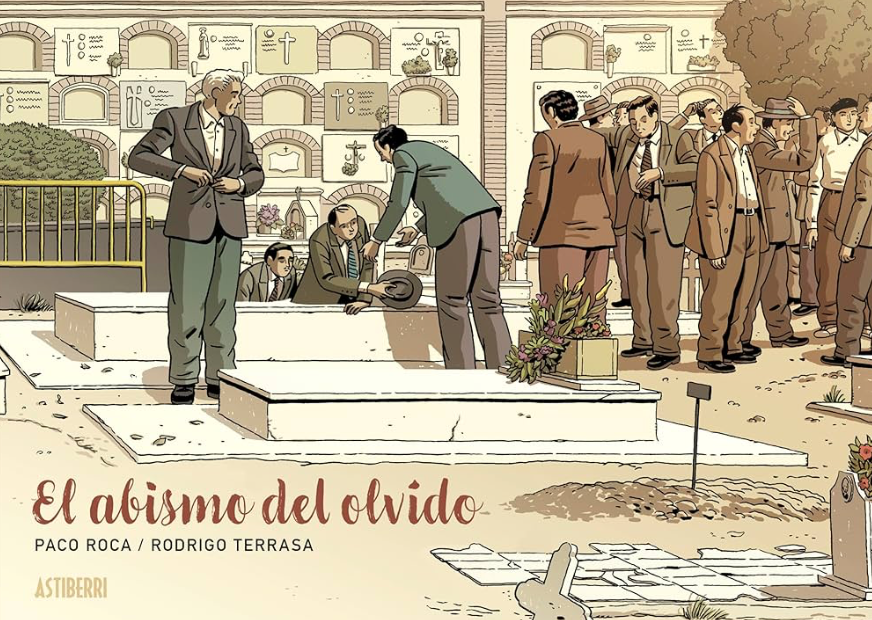 El abismo del olvido
PACO ROCA / RODRIGO TERRASA
ASTIBERRI